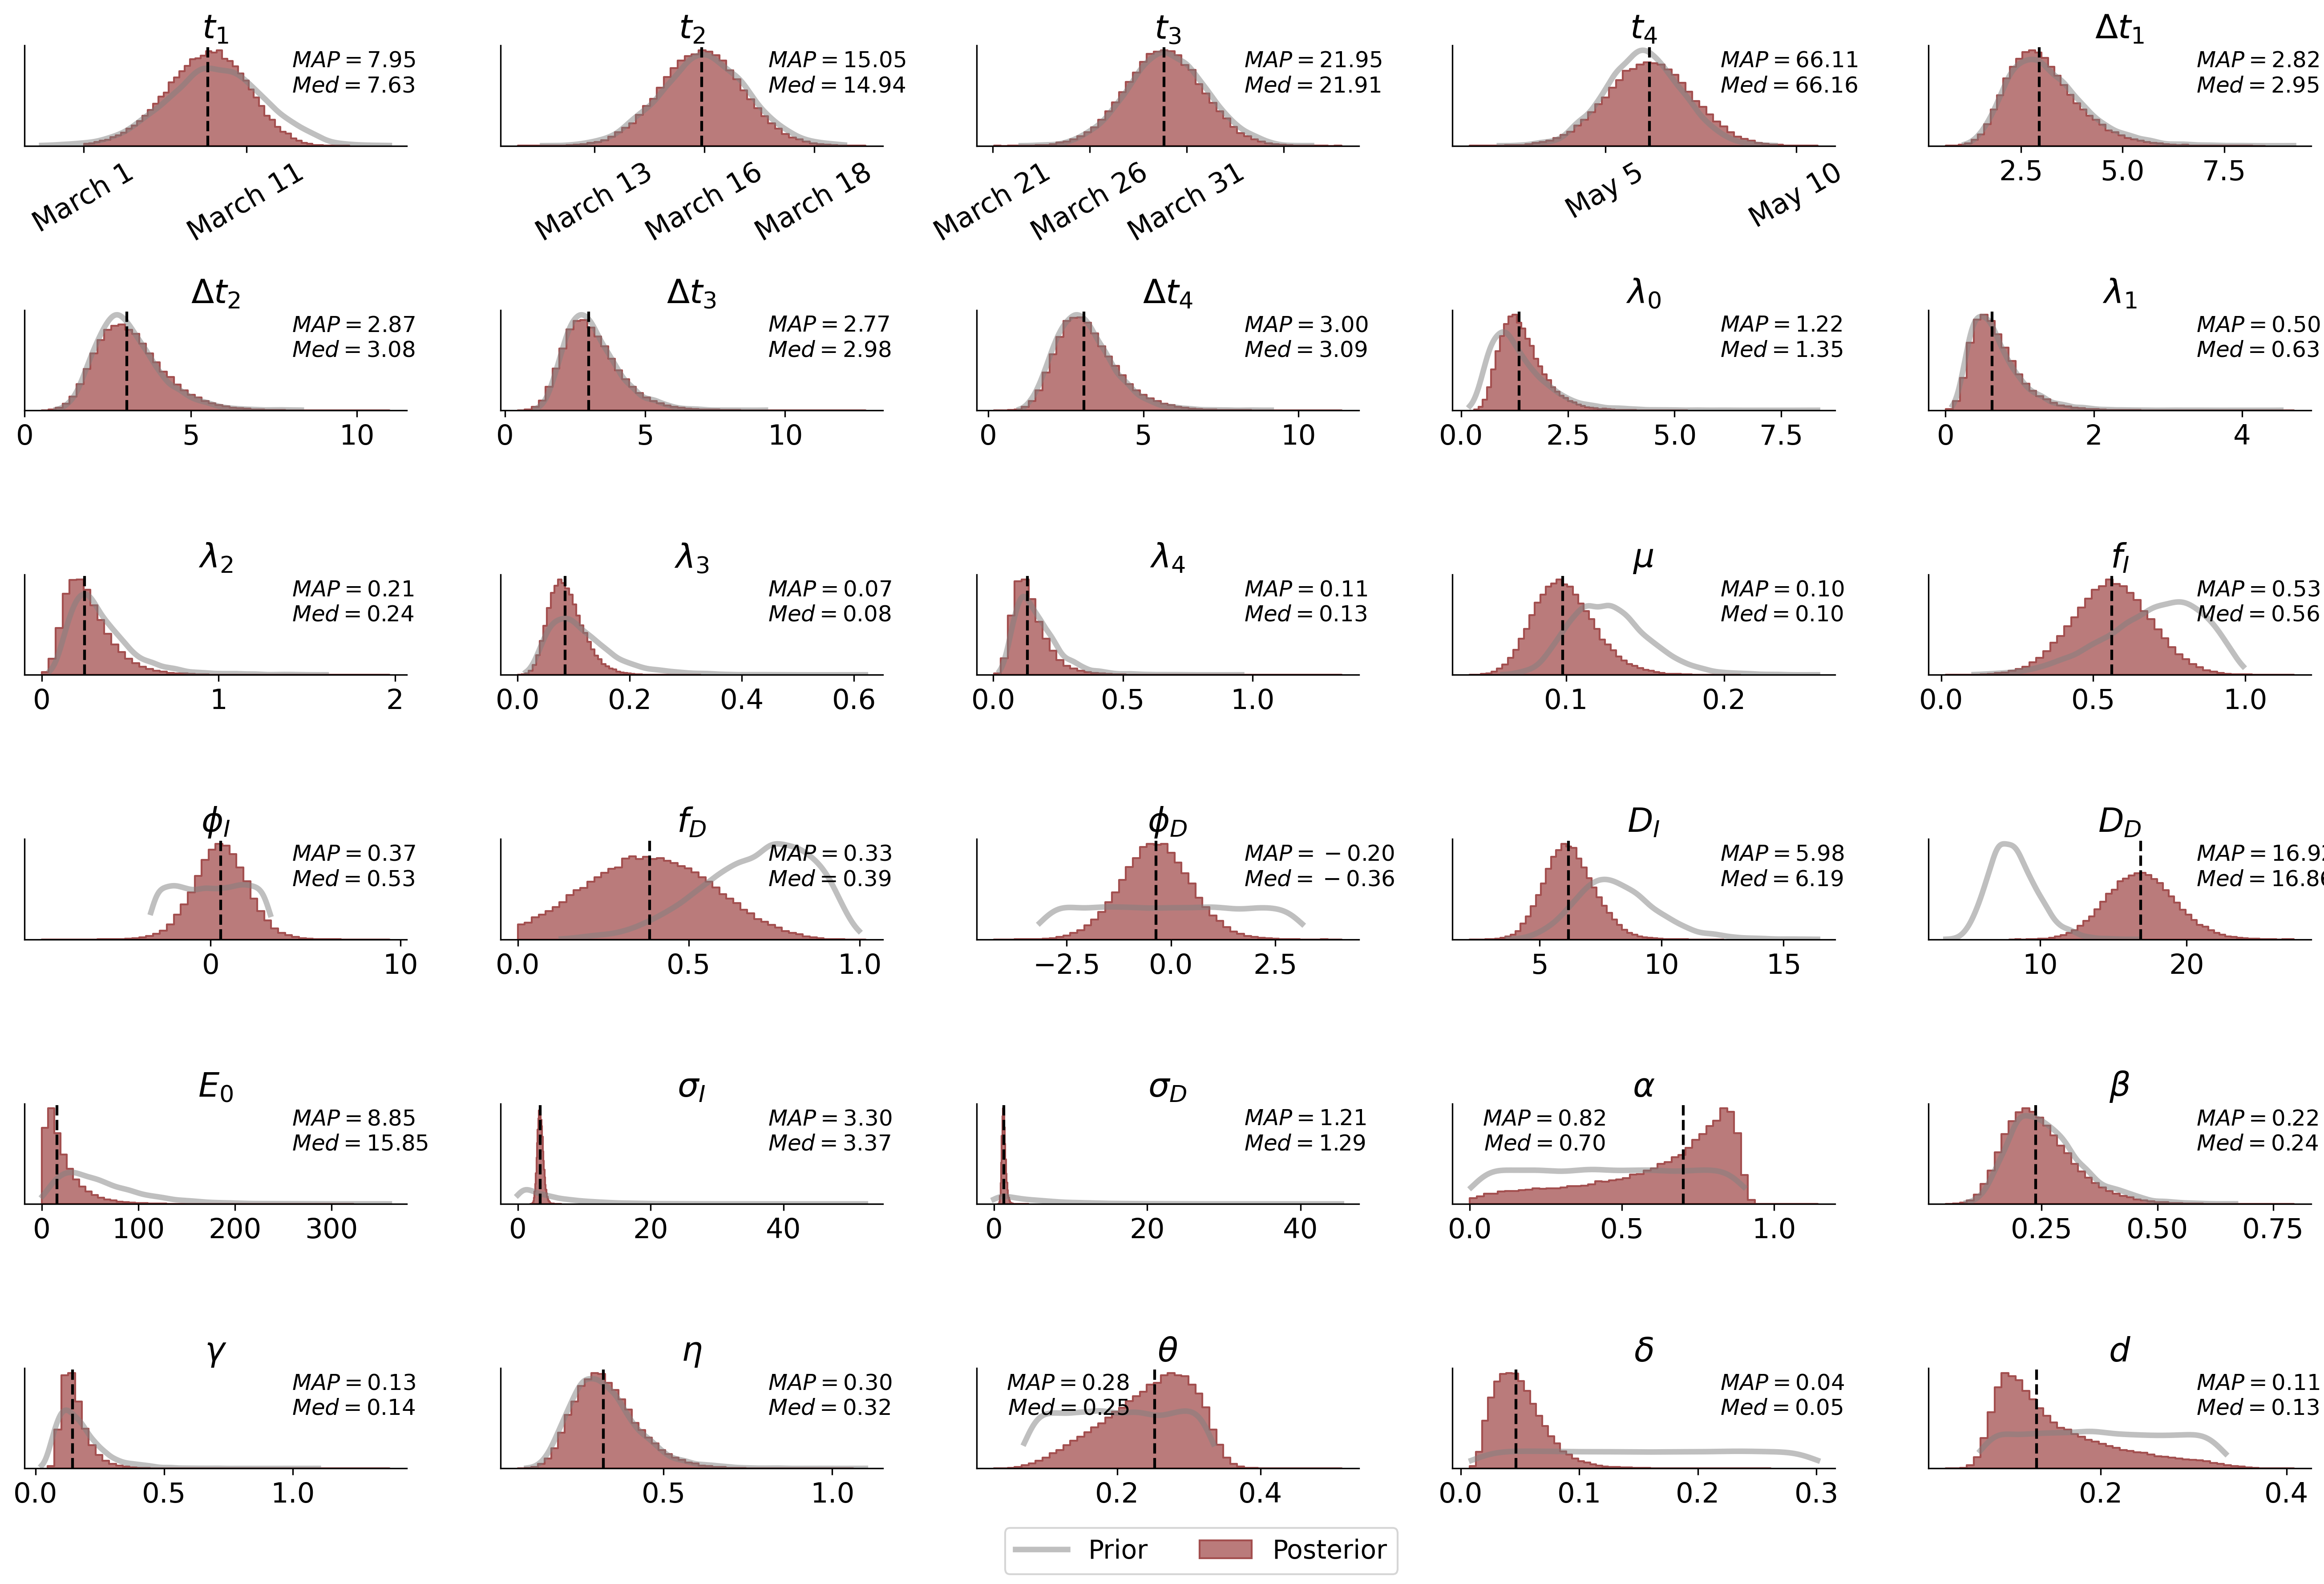 t₁
MAP = 7.95
Med = 7.63
March 1
March 11
t₂
MAP = 15.05
Med = 14.94
March 13
March 16
March 18
t₃
MAP = 21.95
Med = 21.91
March 21
March 26
March 31
t₄
MAP = 66.11
Med = 66.16
May 5
May 10
Δt₁
MAP = 2.82
Med = 2.95
2.5 5.0 7.5
Δt₂
MAP = 2.87
Med = 3.08
0 5 10
Δt₃
MAP = 2.77
Med = 2.98
0 5 10
Δt₄
MAP = 3.00
Med = 3.09
0 5 10
λ₀
MAP = 1.22
Med = 1.35
0.0 2.5 5.0 7.5
λ₁
MAP = 0.50
Med = 0.63
0 2 4
λ₂
MAP = 0.21
Med = 0.24
0 1 2
λ₃
MAP = 0.07
Med = 0.08
0.0 0.2 0.4 0.6
λ₄
MAP = 0.11
Med = 0.13
0.0 0.5 1.0
μ
MAP = 0.10
Med = 0.10
0.1 0.2
f_I
MAP = 0.53
Med = 0.56
0.0 0.5 1.0
ϕ_I
MAP = 0.37
Med = 0.53
0 10
f_D
MAP = 0.33
Med = 0.39
0.0 0.5 1.0
ϕ_D
MAP = −0.20
Med = −0.36
−2.5 0.0 2.5
D_I
MAP = 5.98
Med = 6.19
5 10 15
D_D
MAP = 16.9
Med = 16.8
10 20
E₀
MAP = 8.85
Med = 15.85
0 100 200 300
σ_I
MAP = 3.30
Med = 3.37
0 20 40
σ_D
MAP = 1.21
Med = 1.29
0 20 40
α
MAP = 0.82
Med = 0.70
0.0 0.5 1.0
β
MAP = 0.22
Med = 0.24
0.25 0.50 0.75
γ
MAP = 0.13
Med = 0.14
0.0 0.5 1.0
η
MAP = 0.30
Med = 0.32
0.5 1.0
θ
MAP = 0.28
Med = 0.25
0.2 0.4
δ
MAP = 0.04
Med = 0.05
0.0 0.1 0.2 0.3
d
MAP = 0.11
Med = 0.13
0.2 0.4
Prior Posterior